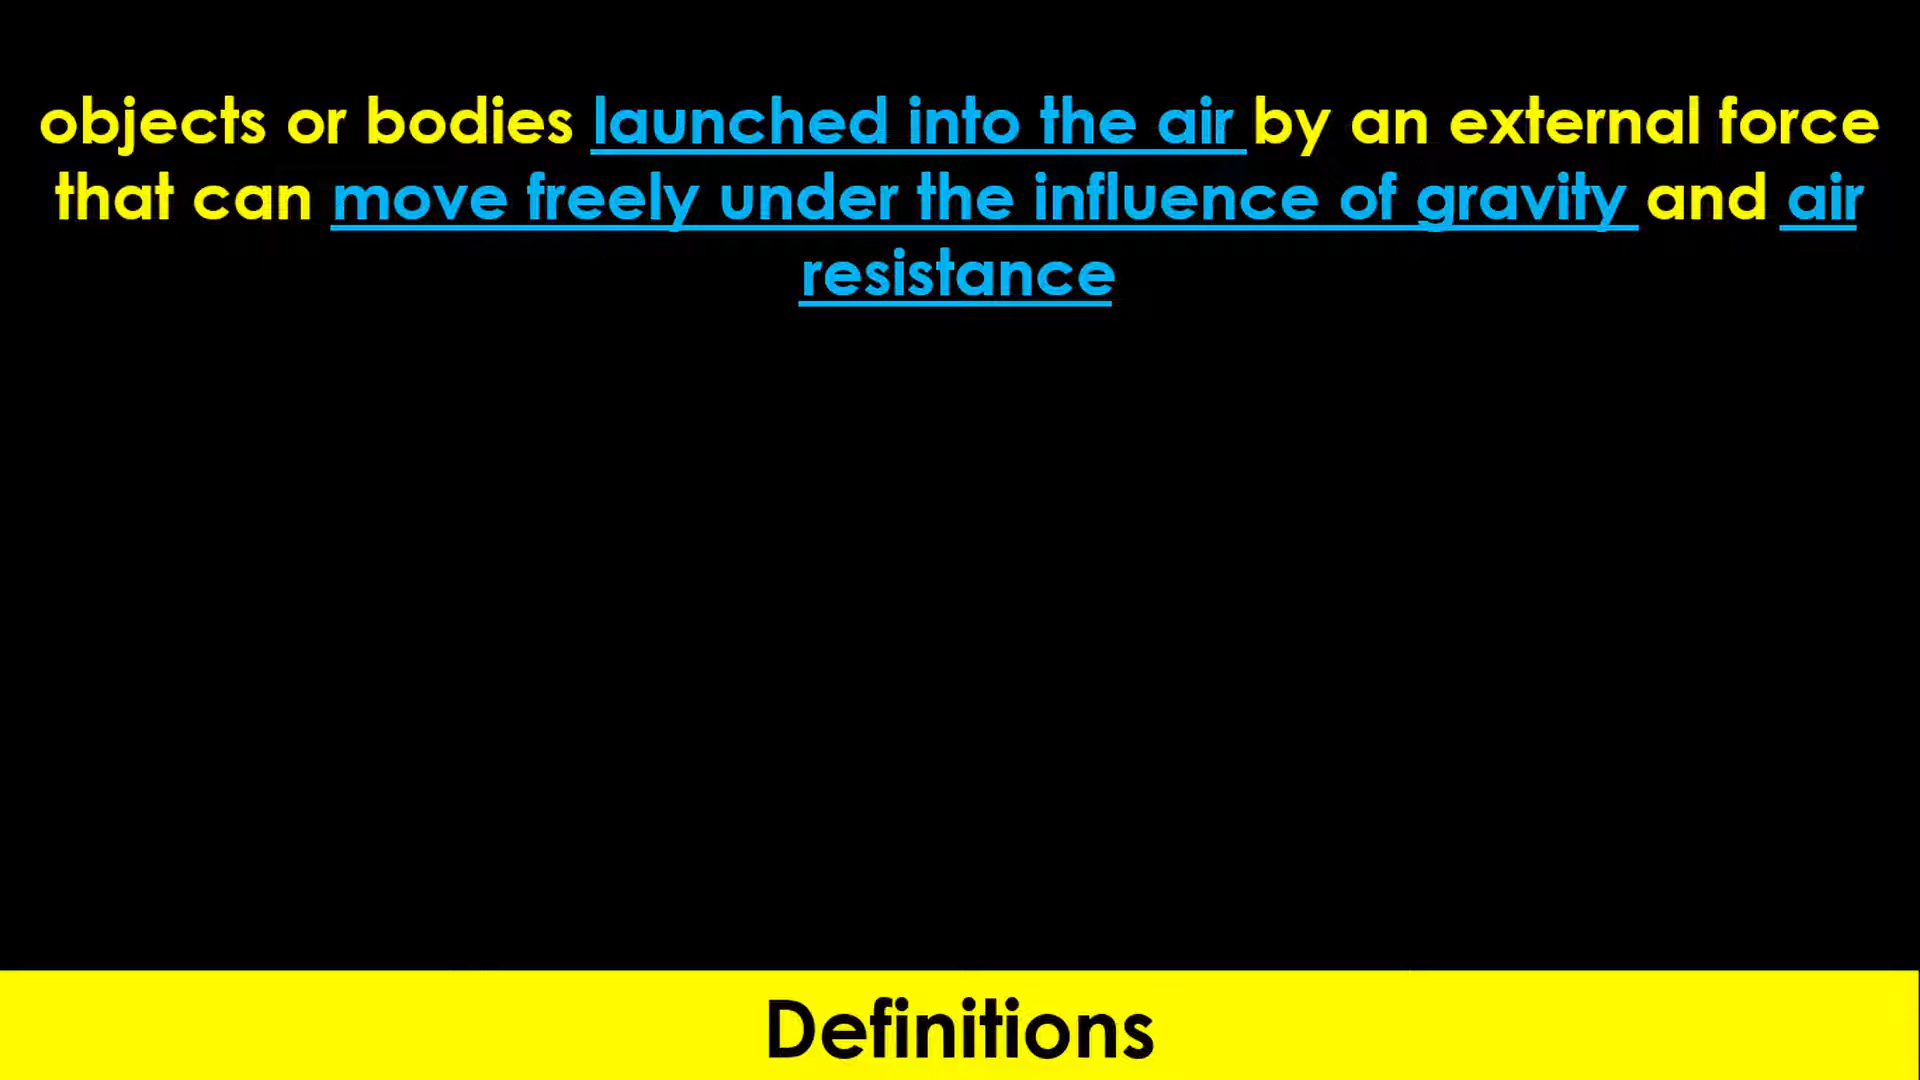 objects or bodies launched into the air by an external force
that can move freely under the influence of gravity and air
resistance
Definitions